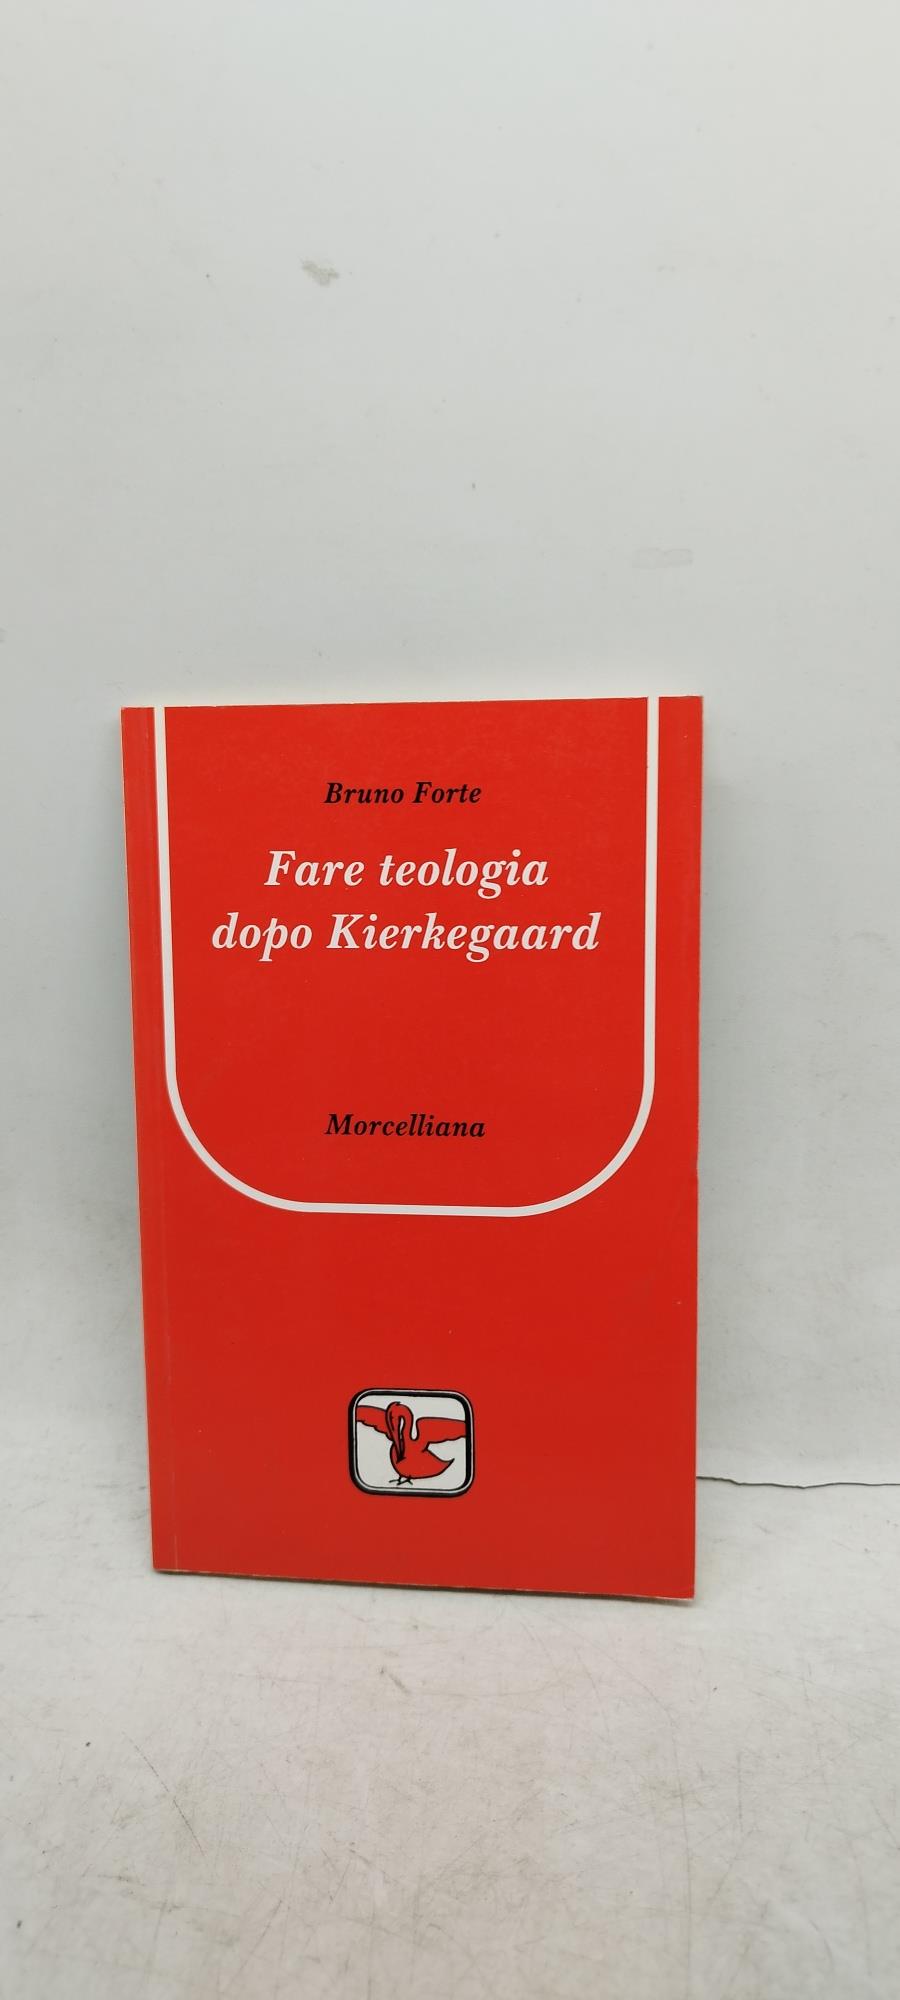 Bruno Forte
Fare teologia
dopo Kierkegaard
Morcelliana